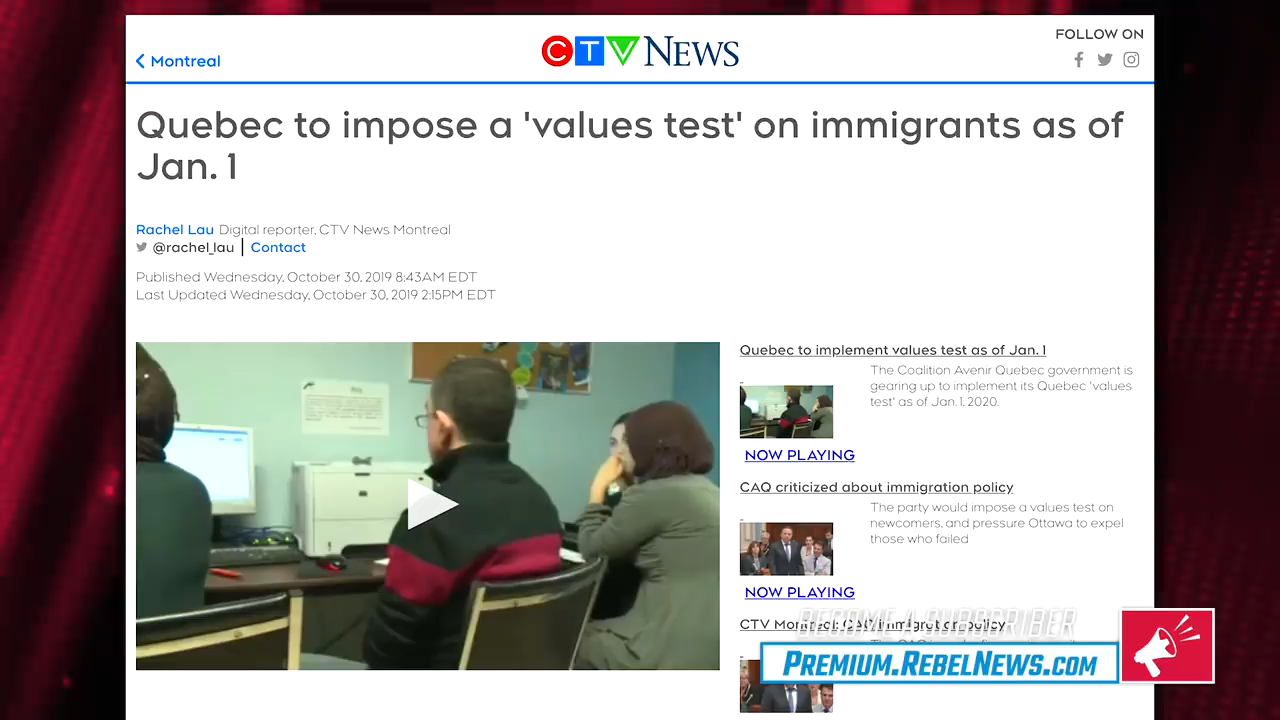 Montreal
CTV NEWS
FOLLOW ON
Quebec to impose a 'values test' on immigrants as of
Jan. 1
Rachel Lau Digital reporter, CTV News Montreal
@rachel_lau | Contact
Published Wednesday, October 30, 2019 8:43AM EDT
Last Updated Wednesday, October 30, 2019 2:15PM EDT
Quebec to implement values test as of Jan. 1
The Coalition Avenir Quebec government is
gearing up to implement its Quebec 'values
test' as of Jan. 1, 2020.
NOW PLAYING
CAQ criticized about immigration policy
The party would impose a values test on
newcomers, and pressure Ottawa to expel
those who failed
NOW PLAYING
CTV Montreal: CAQ immigration policy
BECOME A SUBSCRIBER
PREMIUM.REBELNEWS.COM